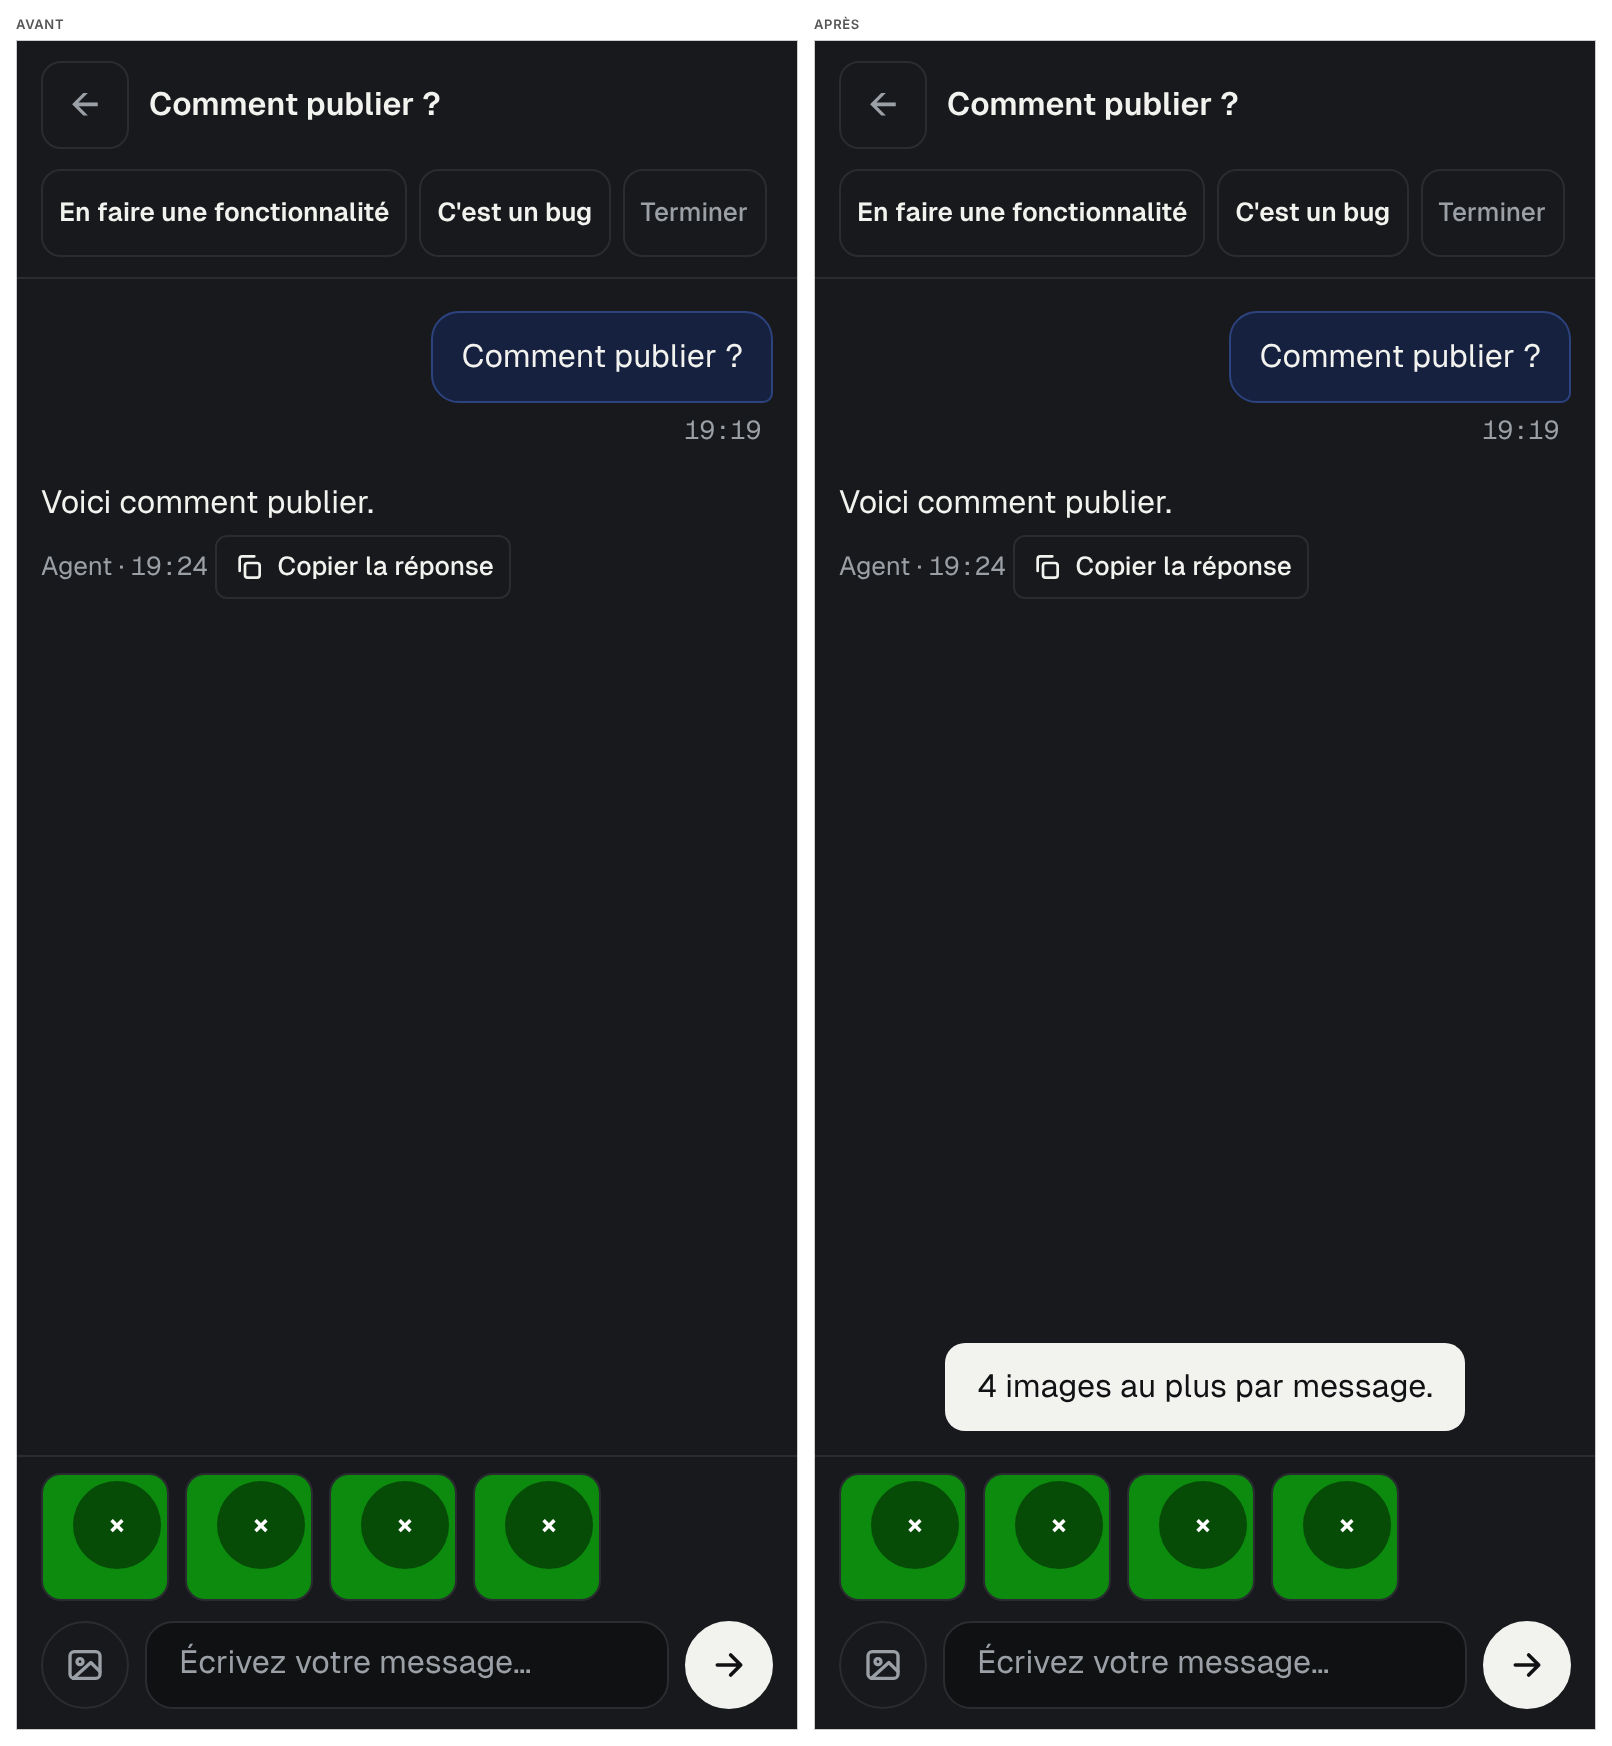 AVANT
Comment publier ?
En faire une fonctionnalité
C'est un bug
Terminer
Comment publier ?
19:19
Voici comment publier.
Agent · 19:24
Copier la réponse
Écrivez votre message…
APRÈS
Comment publier ?
En faire une fonctionnalité
C'est un bug
Terminer
Comment publier ?
19:19
Voici comment publier.
Agent · 19:24
Copier la réponse
4 images au plus par message.
Écrivez votre message…